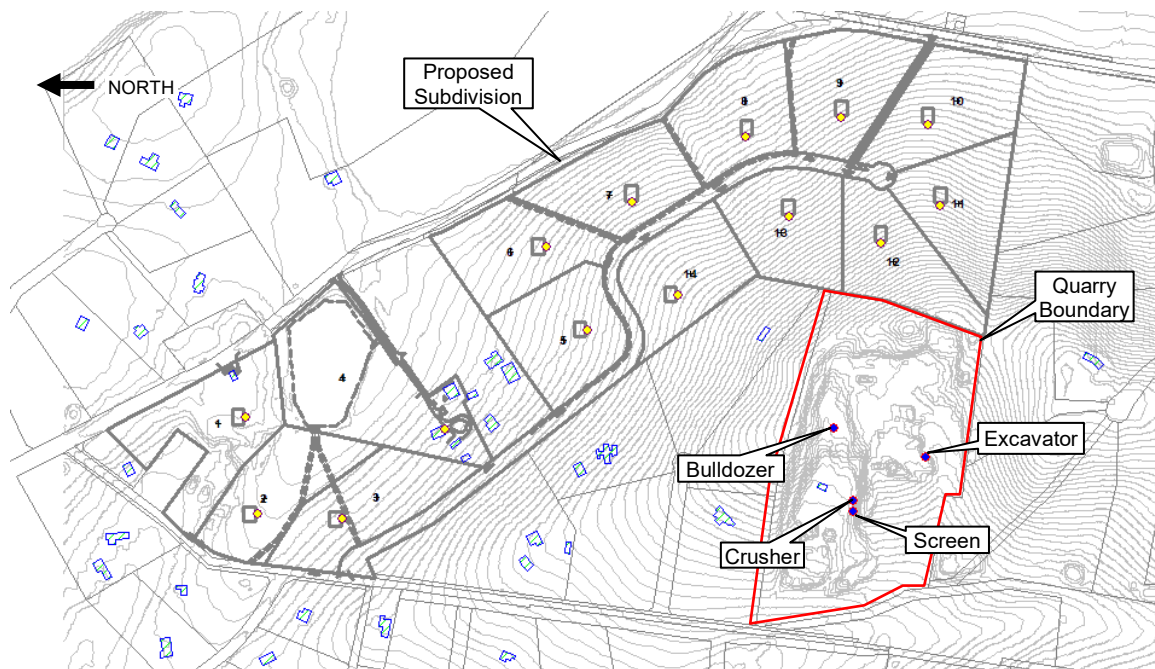 NORTH
Proposed
Subdivision
8
9
10
7
11
6
13
12
14
Quarry
Boundary
5
4
1
Excavator
Bulldozer
2
3
Screen
Crusher